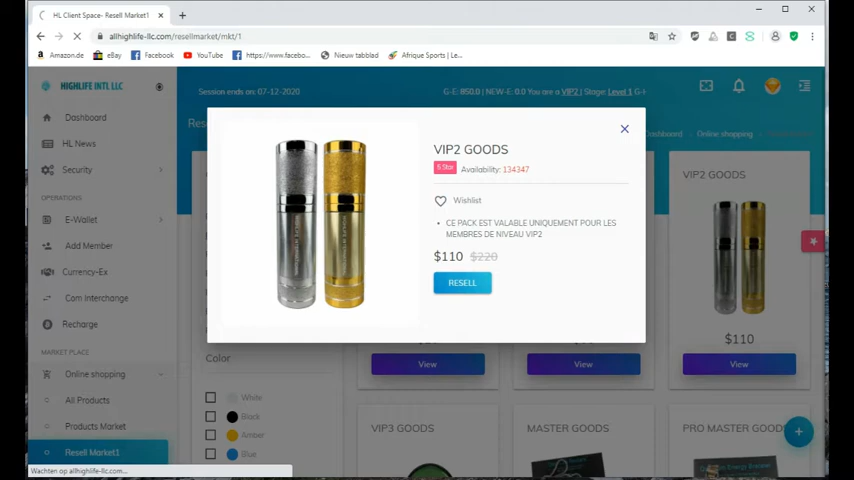 HL Client Space- Resell Market1
allhighlife-llc.com/resellmarket/mkt/1
Amazon.de eBay Facebook YouTube https://www.facebo... Nieuw tabblad Afrique Sports | Le...
HIGHLIFE INTL LLC
Session ends on: 07-12-2020
G-E: 850.0 | NEW-E: 0.0 You are a VIP2 | Stage: Level 1 G->
Dashboard
HL News
Security
OPERATIONS
E-Wallet
Add Member
Currency-Ex
Com Interchange
Recharge
MARKET PLACE
Online shopping
All Products
Products Market
Resell Market1
Wachten op allhighlife-llc.com...
Dashboard Online shopping
VIP2 GOODS
5 Star Availability: 134347
Wishlist
CE PACK EST VALABLE UNIQUEMENT POUR LES
MEMBRES DE NIVEAU VIP2
$110 $220
RESELL
VIP2 GOODS
$110
View View View
Color
White
Black
Amber
Blue
VIP3 GOODS MASTER GOODS PRO MASTER GOODS